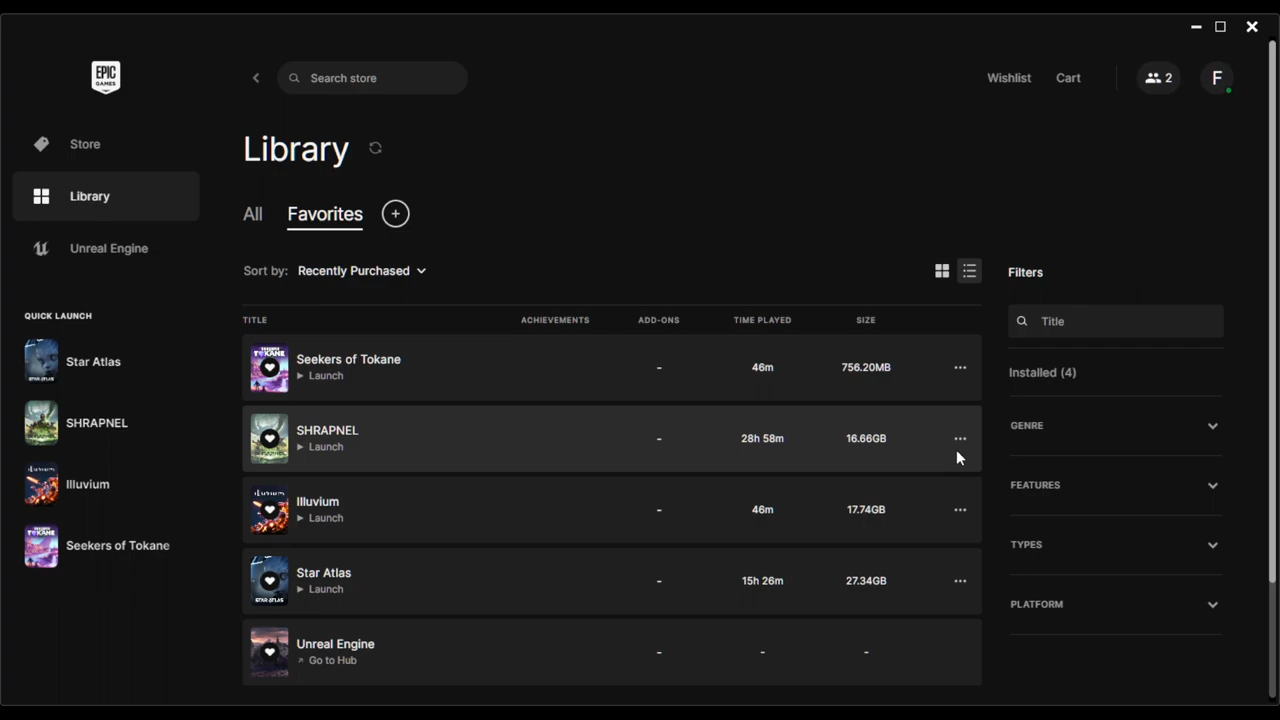 EPIC
GAMES
Search store
Wishlist
Cart
2
F
Store
Library
Unreal Engine
QUICK LAUNCH
Star Atlas
SHRAPNEL
Illuvium
Seekers of Tokane
Library
All
Favorites
+
Sort by: Recently Purchased
TITLE ACHIEVEMENTS ADD-ONS TIME PLAYED SIZE
Seekers of Tokane
Launch
- 46m 756.20MB
SHRAPNEL
Launch
- 28h 58m 16.66GB
Illuvium
Launch
- 46m 17.74GB
STAR ATLAS
Star Atlas
Launch
- 15h 26m 27.34GB
Unreal Engine
Go to Hub
- - -
Filters
Title
Installed (4)
GENRE
FEATURES
TYPES
PLATFORM